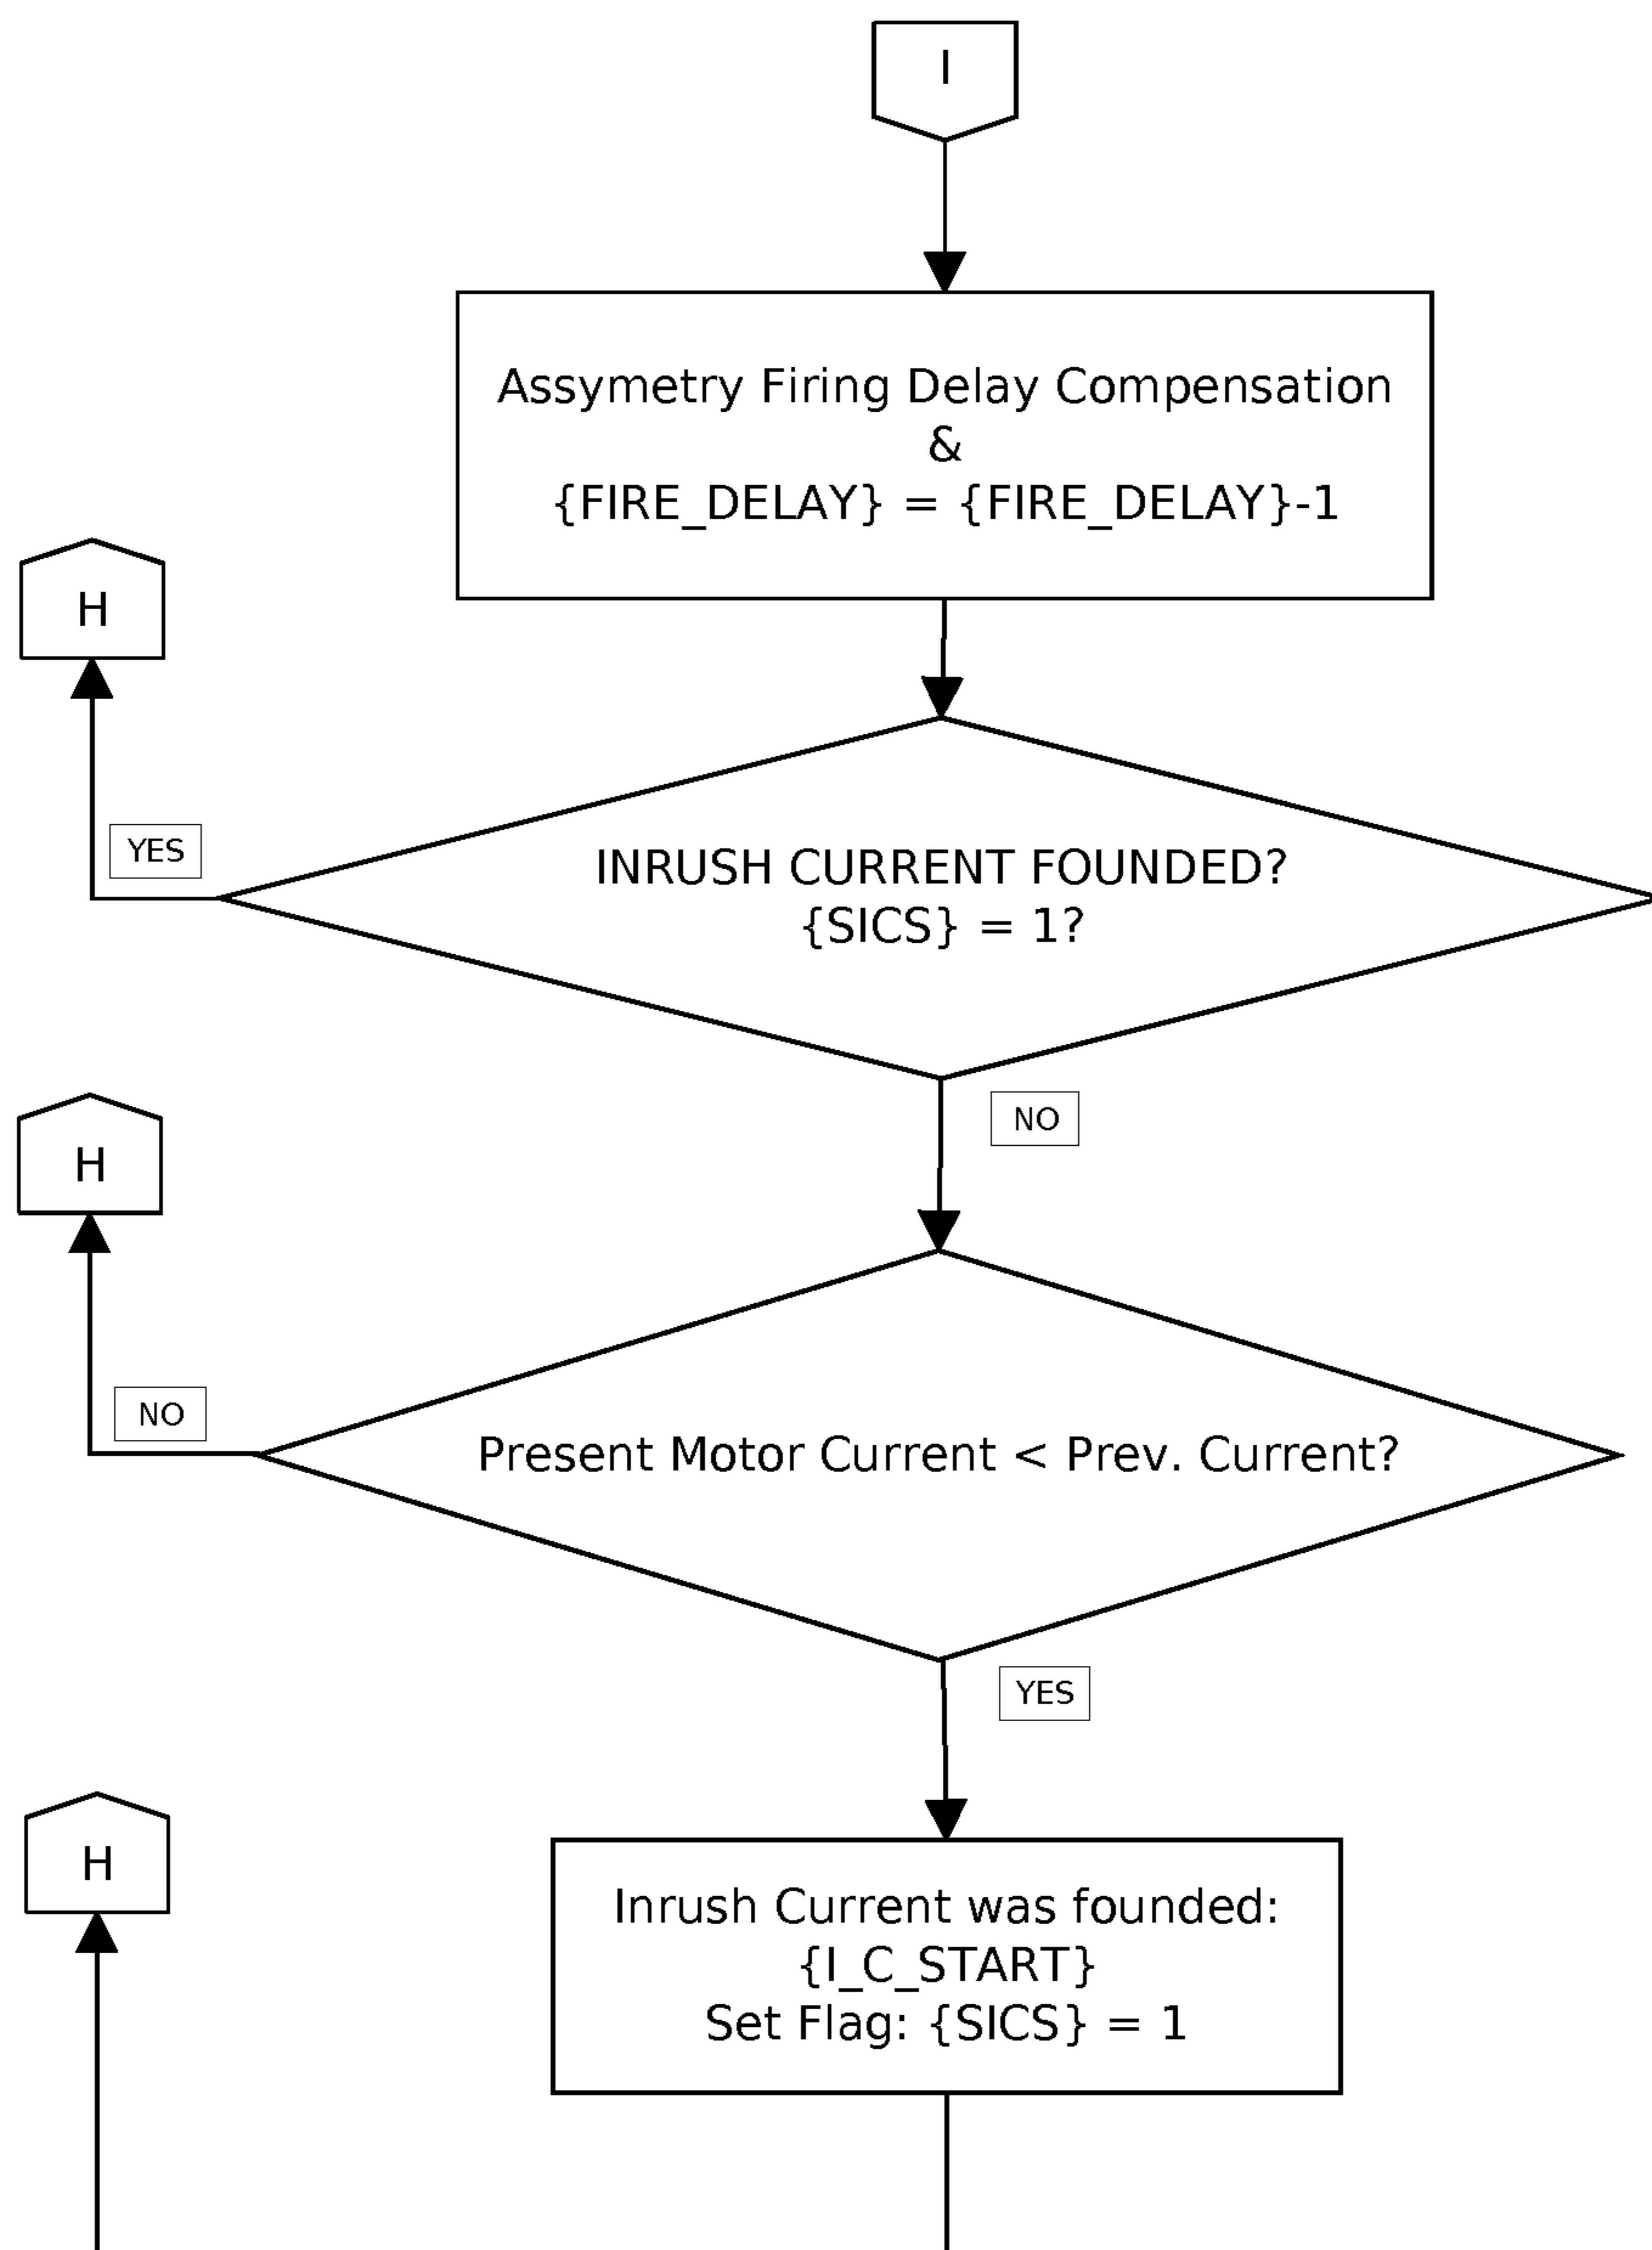 I
Assymetry Firing Delay Compensation
&
{FIRE_DELAY} = {FIRE_DELAY}-1
H
YES
INRUSH CURRENT FOUNDED?
{SICS} = 1?
NO
H
NO
Present Motor Current < Prev. Current?
YES
H
Inrush Current was founded:
{I_C_START}
Set Flag: {SICS} = 1